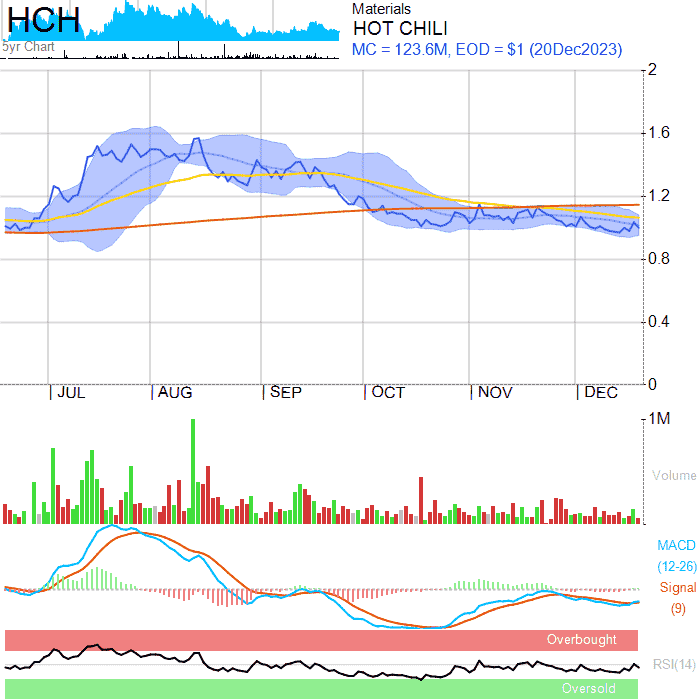 HCH
5yr Chart
Materials
HOT CHILI
MC = 123.6M, EOD = $1 (20Dec2023)
2
1.6
1.2
0.8
0.4
0
JUL AUG SEP OCT NOV DEC
1M
Volume
MACD
(12-26)
Signal
(9)
Overbought
RSI(14)
Oversold